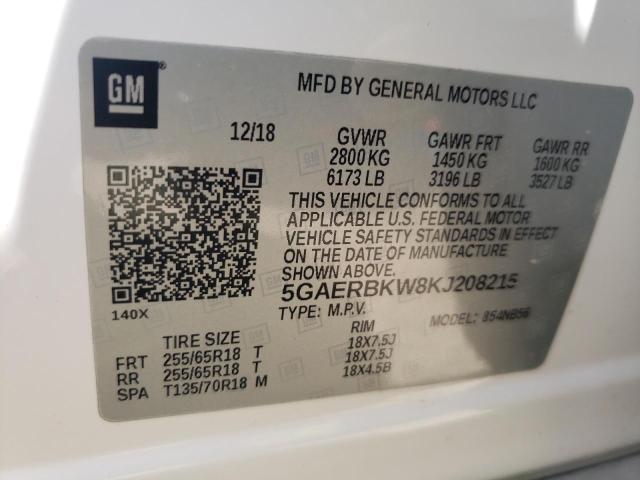 GM
MFD BY GENERAL MOTORS LLC
12/18 GVWR GAWR FRT GAWR RR
2800 KG 1450 KG 1600 KG
6173 LB 3196 LB 3527 LB
THIS VEHICLE CONFORMS TO ALL
APPLICABLE U.S. FEDERAL MOTOR
VEHICLE SAFETY STANDARDS IN EFFECT
ON THE DATE OF MANUFACTURE
SHOWN ABOVE.
5GAERBKW8KJ208215
140X TYPE: M.P.V. MODEL: 854NB56
TIRE SIZE RIM
FRT 255/65R18 T 18X7.5J
RR 255/65R18 T 18X7.5J
SPA T135/70R18 M 18X4.5B